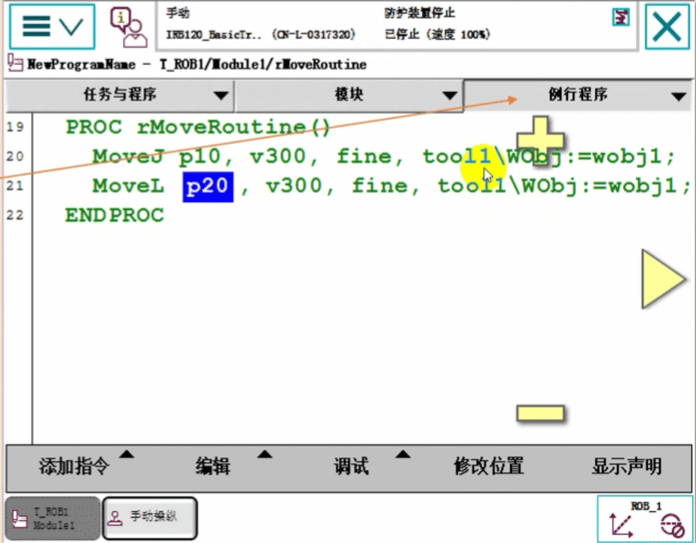 手动
防护装置停止
IRB120_BasicTr.. (CN-L-0317320)
已停止 (速度 100%)
NewProgramName - T_ROB1/Module1/rMoveRoutine
任务与程序
模块
例行程序
19 PROC rMoveRoutine()
20 MoveJ p10, v300, fine, tool1\WObj:=wobj1;
21 MoveL p20, v300, fine, tool1\WObj:=wobj1;
22 ENDPROC
添加指令
编辑
调试
修改位置
显示声明
T_ROB1
Module1
手动操纵
ROB_1